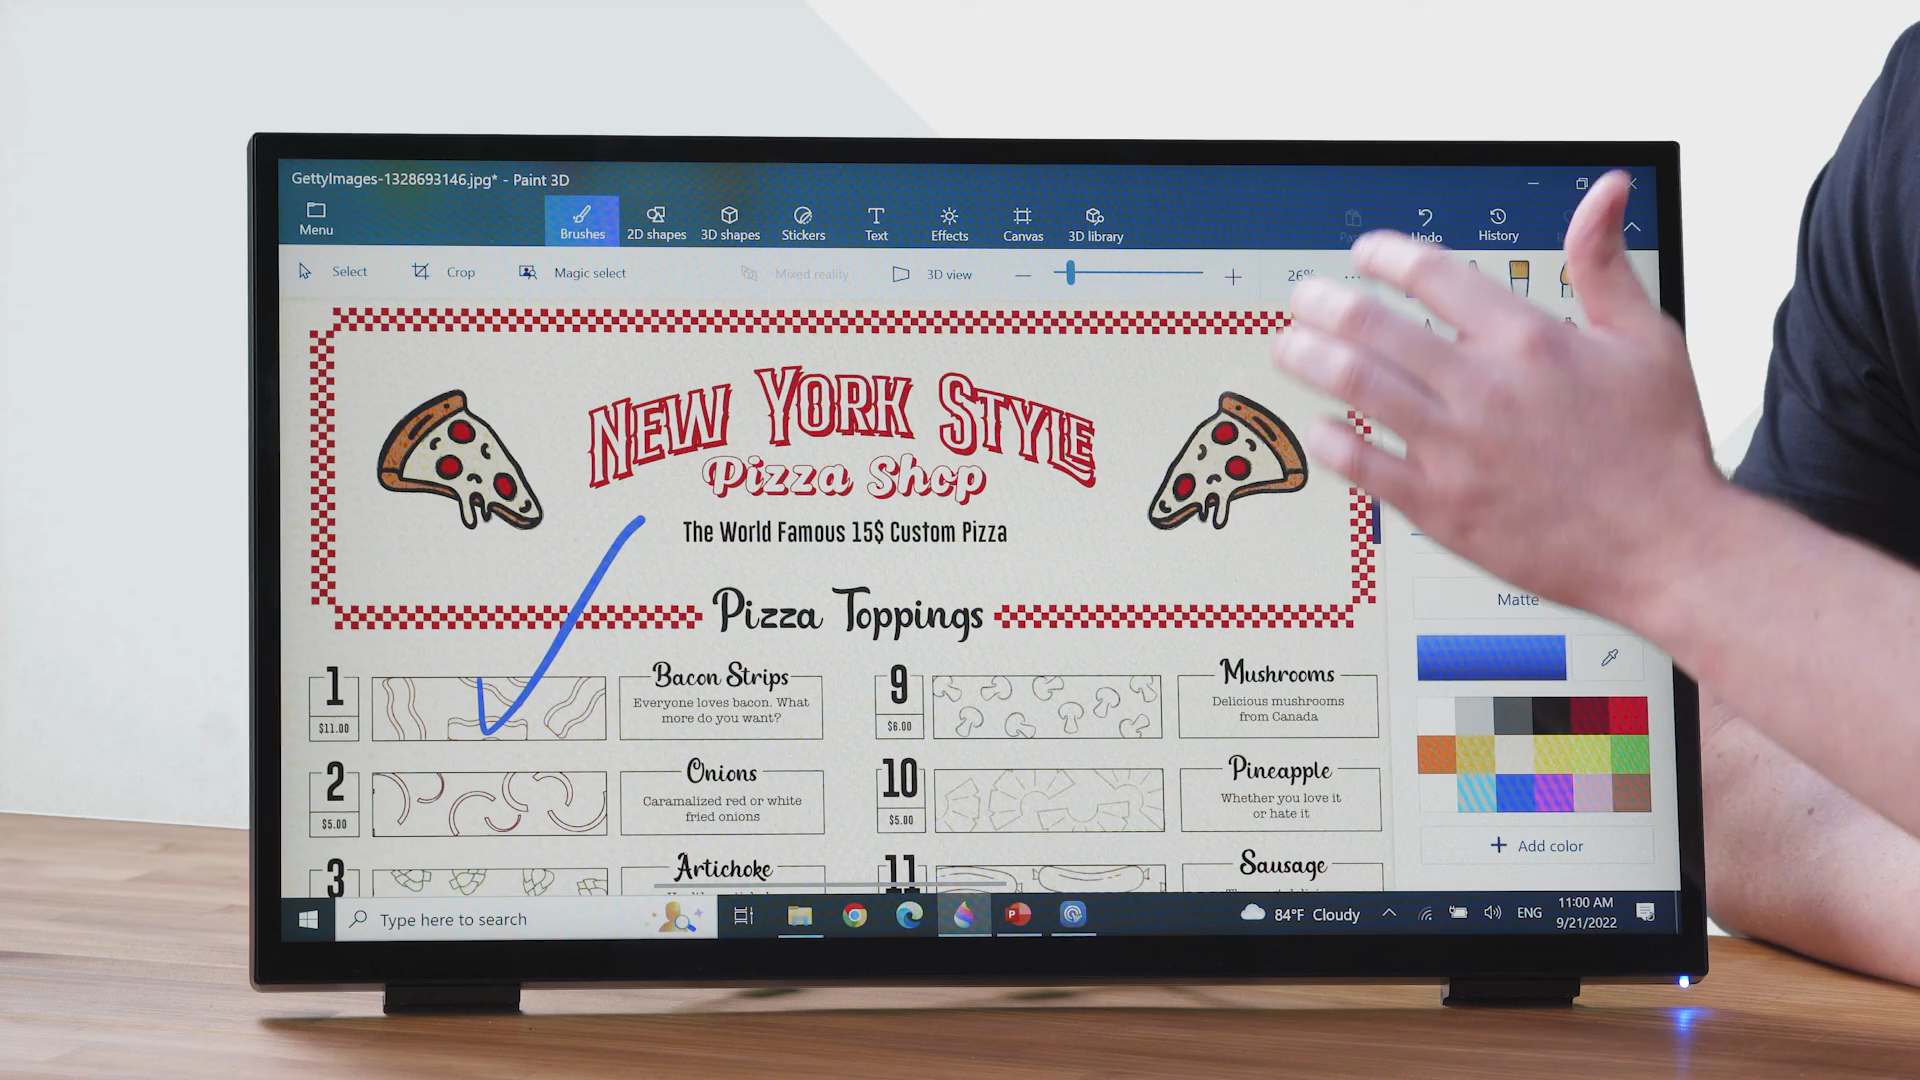 GettyImages-1328693146.jpg* - Paint 3D
Menu
Brushes
2D shapes
3D shapes
Stickers
Text
Effects
Canvas
3D library
Undo
History
Select
Crop
Magic select
Mixed reality
3D view
26%
NEW YORK STYLE
Pizza Shop
The World Famous 15$ Custom Pizza
Pizza Toppings
1
$11.00
Bacon Strips
Everyone loves bacon. What
more do you want?
9
$6.00
Mushrooms
Delicious mushrooms
from Canada
2
$5.00
Onions
Caramalized red or white
fried onions
10
$5.00
Pineapple
Whether you love it
or hate it
3
Artichoke
11
Sausage
Matte
Add color
Type here to search
84°F Cloudy
ENG
11:00 AM
9/21/2022